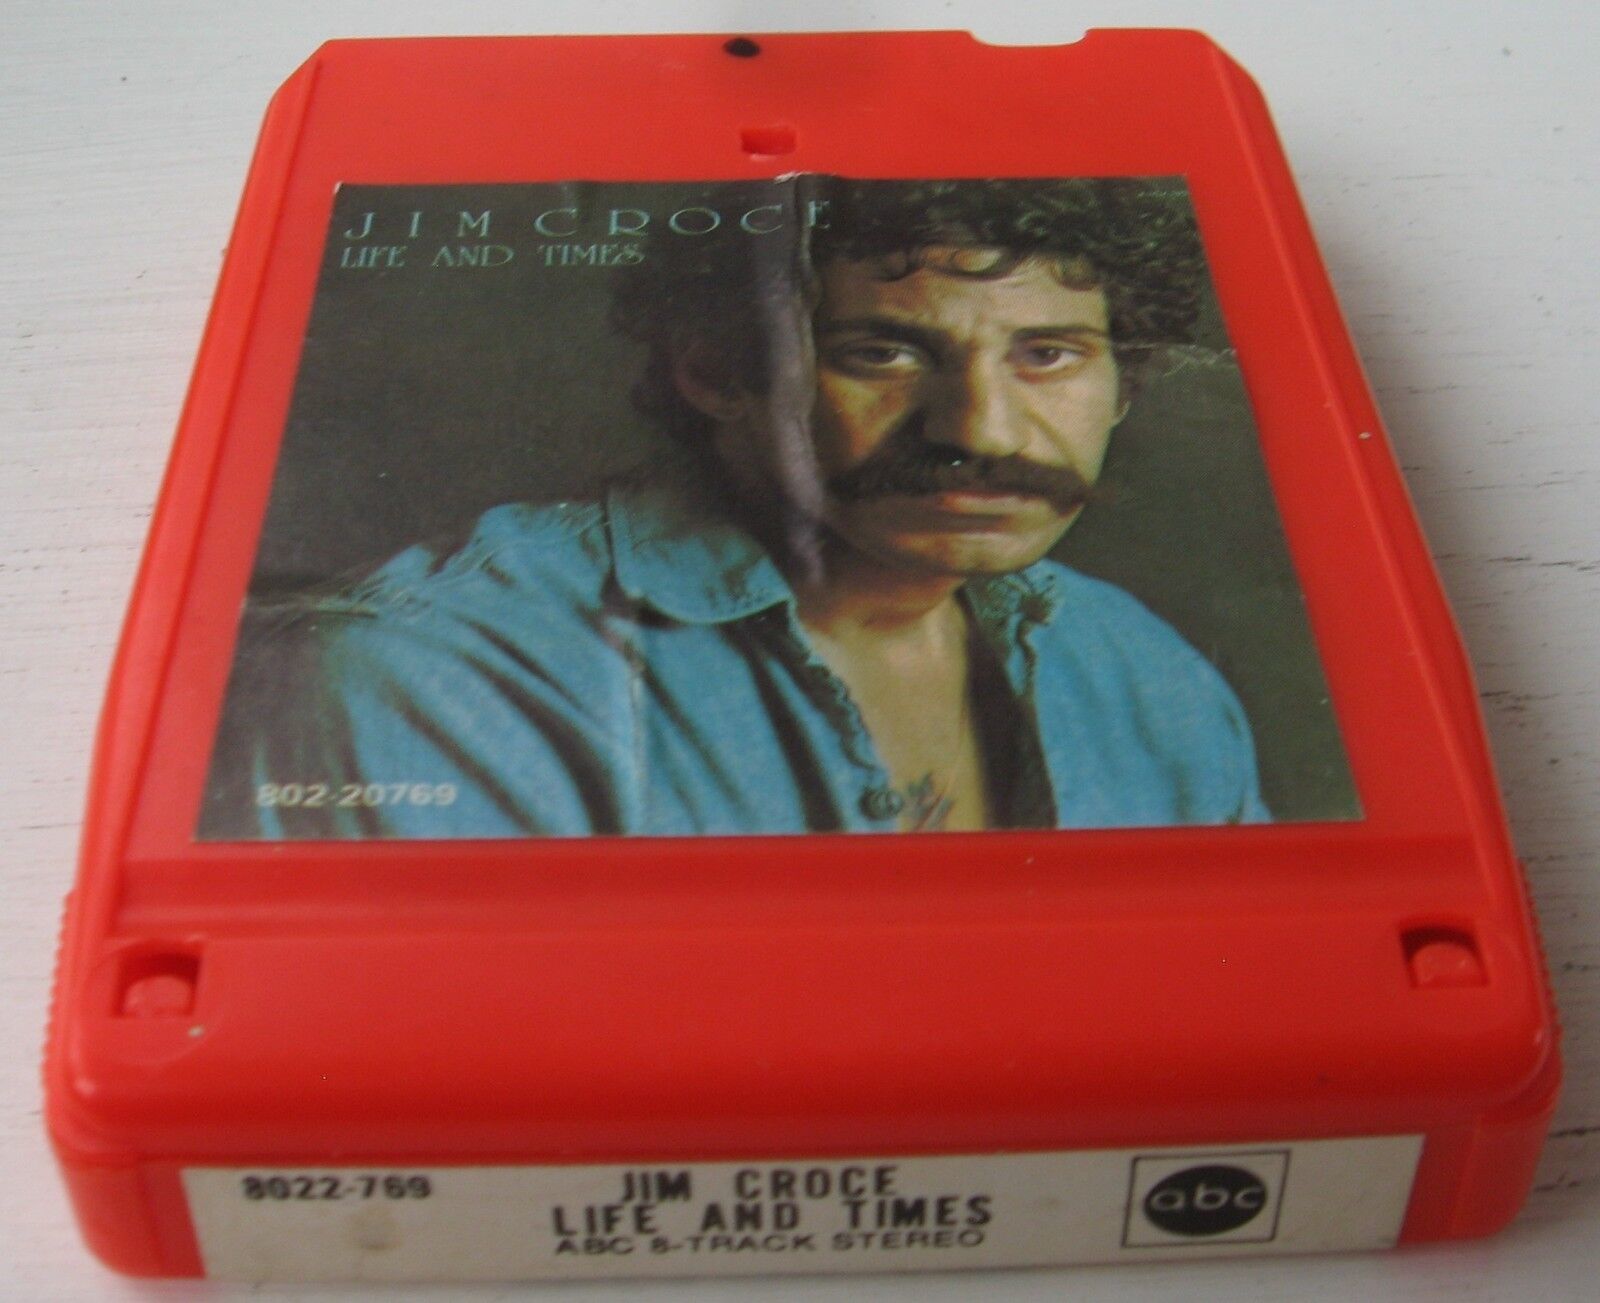 JIM CROCE
LIFE AND TIMES
802-20769
8022-769
JIM CROCE
LIFE AND TIMES
ABC 8-TRACK STEREO
abc